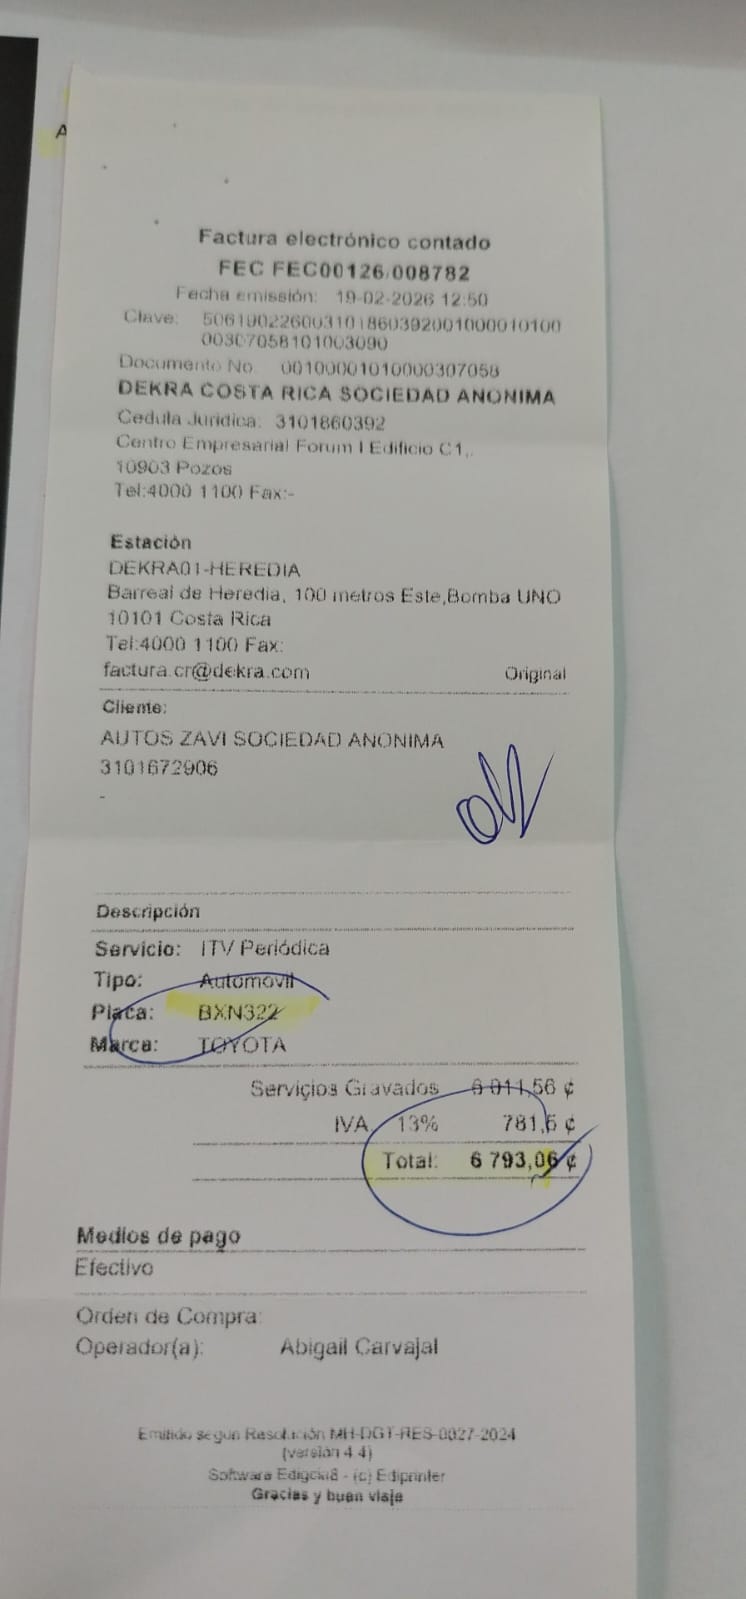 A
Factura electrónico contado
FEC FEC00126/008782
Fecha emisión: 19-02-2026 12:50
Clave: 50619022600310186039200100001010100
00307058101003090
Documento No. 00100001010000307058
DEKRA COSTA RICA SOCIEDAD ANONIMA
Cedula Juridica: 3101860392
Centro Empresarial Forum I Edificio C1,.
10903 Pozos
Tel:4000 1100 Fax:-
Estación
DEKRA01-HEREDIA
Barreal de Heredia, 100 metros Este,Bomba UNO
10101 Costa Rica
Tel:4000 1100 Fax:
factura.cr@dekra.com Original
Cliente:
AUTOS ZAVI SOCIEDAD ANONIMA
3101672906
-
Descripción
Servicio: ITV Periódica
Tipo: Automóvil
Placa: BXN322
Marca: TOYOTA
Servicios Gravados 6 011,56 ¢
IVA 13% 781,5 ¢
Total: 6 793,06 ¢
Medios de pago
Efectivo
Orden de Compra:
Operador(a): Abigail Carvajal
Emitido segun Resolución MH-DGT-RES-0027-2024
(versión 4.4)
Software - (c) Ediprinter
Gracias y buen viaje